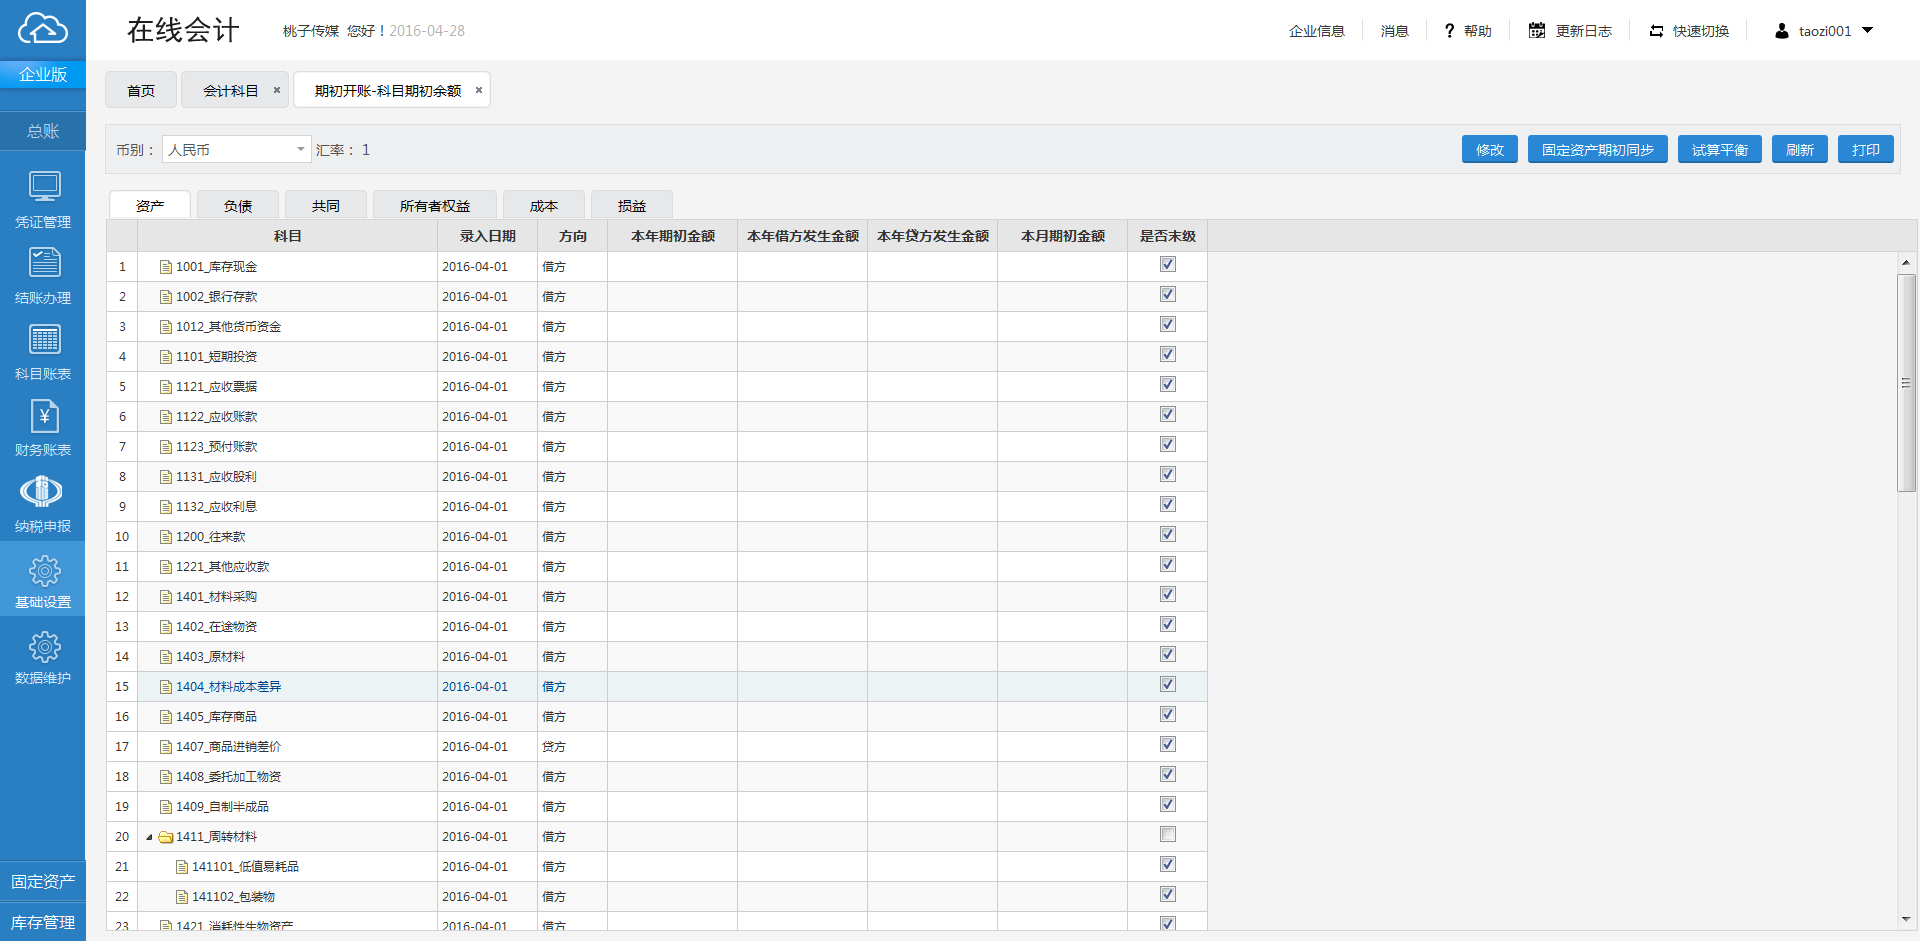 在线会计 桃子传媒 您好！2016-04-28 企业信息 消息 ? 帮助 更新日志 快速切换 taozi001
企业版
首页 会计科目 × 期初开账-科目期初余额 ×
总账
币别： 人民币 汇率： 1 修改 固定资产期初同步 试算平衡 刷新 打印
凭证管理
结账办理
科目账表
财务账表
纳税申报
基础设置
数据维护
固定资产
库存管理
资产 负债 共同 所有者权益 成本 损益
科目 录入日期 方向 本年期初金额 本年借方发生金额 本年贷方发生金额 本月期初金额 是否末级
1 1001_库存现金 2016-04-01 借方
2 1002_银行存款 2016-04-01 借方
3 1012_其他货币资金 2016-04-01 借方
4 1101_短期投资 2016-04-01 借方
5 1121_应收票据 2016-04-01 借方
6 1122_应收账款 2016-04-01 借方
7 1123_预付账款 2016-04-01 借方
8 1131_应收股利 2016-04-01 借方
9 1132_应收利息 2016-04-01 借方
10 1200_往来款 2016-04-01 借方
11 1221_其他应收款 2016-04-01 借方
12 1401_材料采购 2016-04-01 借方
13 1402_在途物资 2016-04-01 借方
14 1403_原材料 2016-04-01 借方
15 1404_材料成本差异 2016-04-01 借方
16 1405_库存商品 2016-04-01 借方
17 1407_商品进销差价 2016-04-01 贷方
18 1408_委托加工物资 2016-04-01 借方
19 1409_自制半成品 2016-04-01 借方
20 1411_周转材料 2016-04-01 借方
21 141101_低值易耗品 2016-04-01 借方
22 141102_包装物 2016-04-01 借方
23 1421_消耗性生物资产 2016-04-01 借方